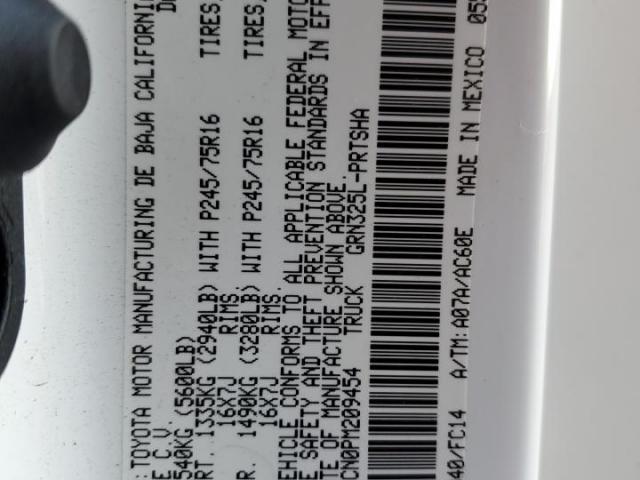 : TOYOTA MOTOR MANUFACTURING DE BAJA CALIFORNI
E C.V.
540KG (5600LB)
RT. 1335KG (2940LB) WITH P245/75R16 TIRES,
16X7J RIMS,
R. 1490KG (3280LB) WITH P245/75R16 TIRES,
16X7J RIMS.
EHICLE CONFORMS TO ALL APPLICABLE FEDERAL MOTO
E SAFETY AND THEFT PREVENTION STANDARDS IN EFF
TE OF MANUFACTURE SHOWN ABOVE.
CN0PM209454 TRUCK GRN325L-PRTSHA
40/FC14 A/TM:A07A/AC60E MADE IN MEXICO 05